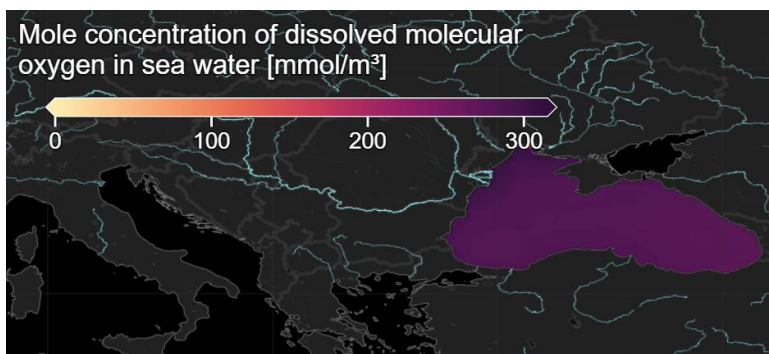 Mole concentration of dissolved molecular
oxygen in sea water [mmol/m³]
0 100 200 300